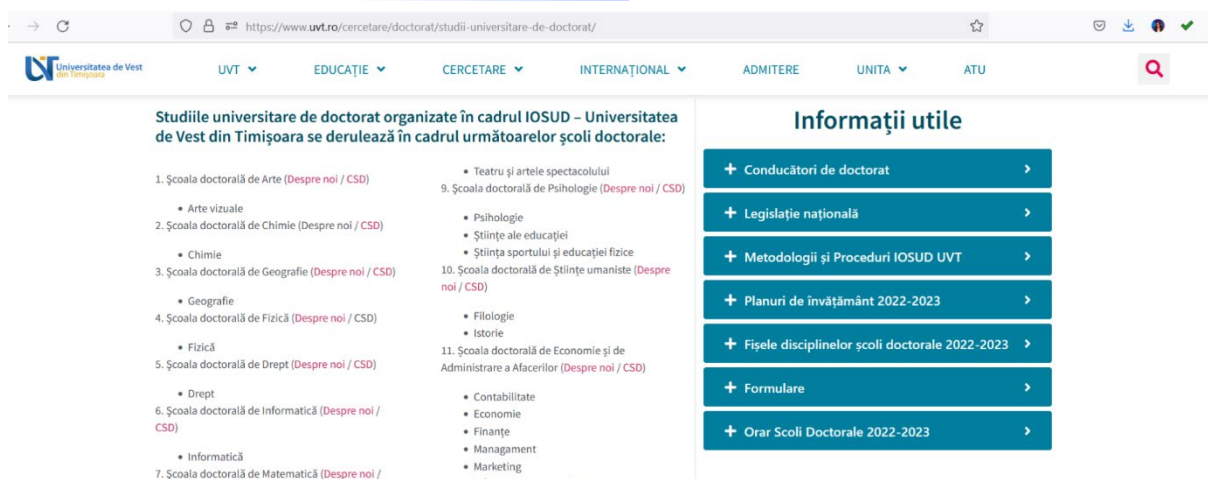 https://www.uvt.ro/cercetare/doctorat/studii-universitare-de-doctorat/
Universitatea de Vest
din Timișoara
UVT
EDUCAȚIE
CERCETARE
INTERNAȚIONAL
ADMITERE
UNITA
ATU
Studiile universitare de doctorat organizate în cadrul IOSUD – Universitatea
de Vest din Timișoara se derulează în cadrul următoarelor școli doctorale:
1. Școala doctorală de Arte (Despre noi / CSD)
• Arte vizuale
2. Școala doctorală de Chimie (Despre noi / CSD)
• Chimie
3. Școala doctorală de Geografie (Despre noi / CSD)
• Geografie
4. Școala doctorală de Fizică (Despre noi / CSD)
• Fizică
5. Școala doctorală de Drept (Despre noi / CSD)
• Drept
6. Școala doctorală de Informatică (Despre noi /
CSD)
• Informatică
7. Școala doctorală de Matematică (Despre noi /
• Teatru și artele spectacolului
9. Școala doctorală de Psihologie (Despre noi / CSD)
• Psihologie
• Științe ale educației
• Știința sportului și educației fizice
10. Școala doctorală de Științe umaniste (Despre
noi / CSD)
• Filologie
• Istorie
11. Școala doctorală de Economie și de
Administrare a Afacerilor (Despre noi / CSD)
• Contabilitate
• Economie
• Finanțe
• Managament
• Marketing
Informații utile
+ Conducători de doctorat
+ Legislație națională
+ Metodologii și Proceduri IOSUD UVT
+ Planuri de învățământ 2022-2023
+ Fișele disciplinelor școli doctorale 2022-2023
+ Formulare
+ Orar Scoli Doctorale 2022-2023